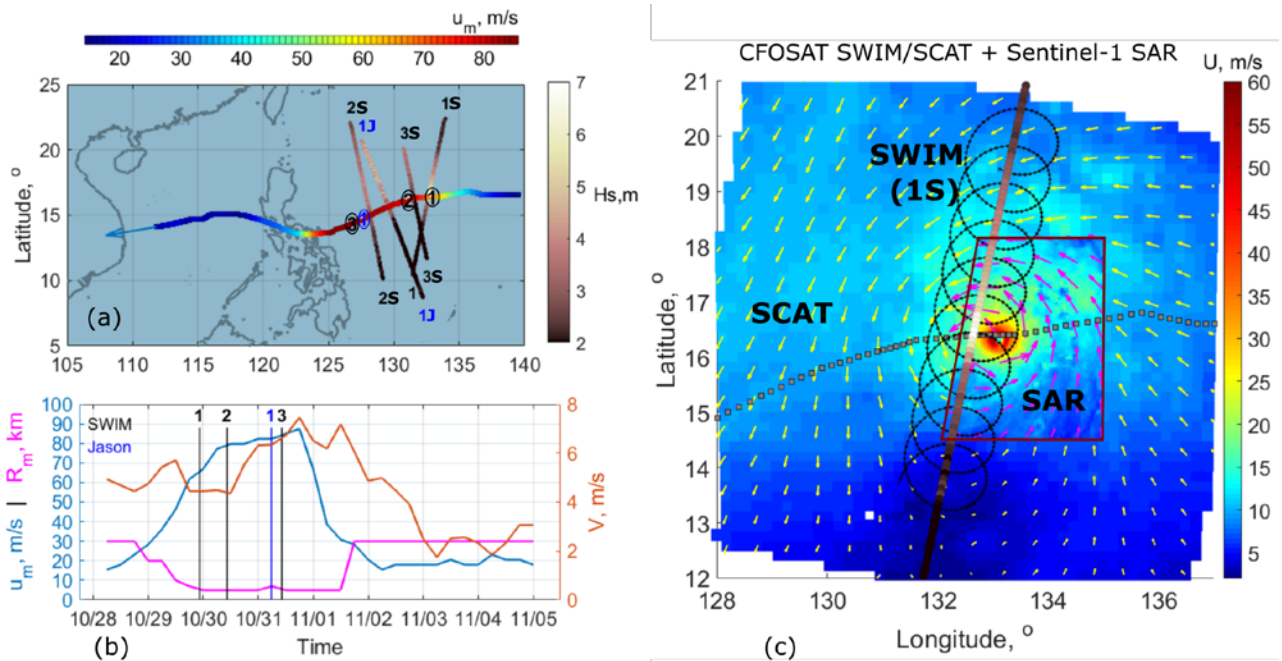 u_m, m/s
20 30 40 50 60 70 80
25
20
15
10
5
Latitude, °
105 110 115 120 125 130 135 140
2S
1J
1S
3S
3
1
2
1
2S
1
3S
1J
(a)
7
6
5
4
3
2
Hs,m
100
90
80
70
60
50
40
30
20
10
0
u_m, m/s | R_m, km
SWIM
Jason
1 2 1 3
8
6
4
2
0
V, m/s
10/28 10/29 10/30 10/31 11/01 11/02 11/03 11/04 11/05
Time
(b)
CFOSAT SWIM/SCAT + Sentinel-1 SAR
U, m/s
21
20
19
18
17
16
15
14
13
12
Latitude, °
SWIM
(1S)
SCAT
SAR
128 130 132 134 136
Longitude, °
(c)
60
55
50
45
40
35
30
25
20
15
10
5